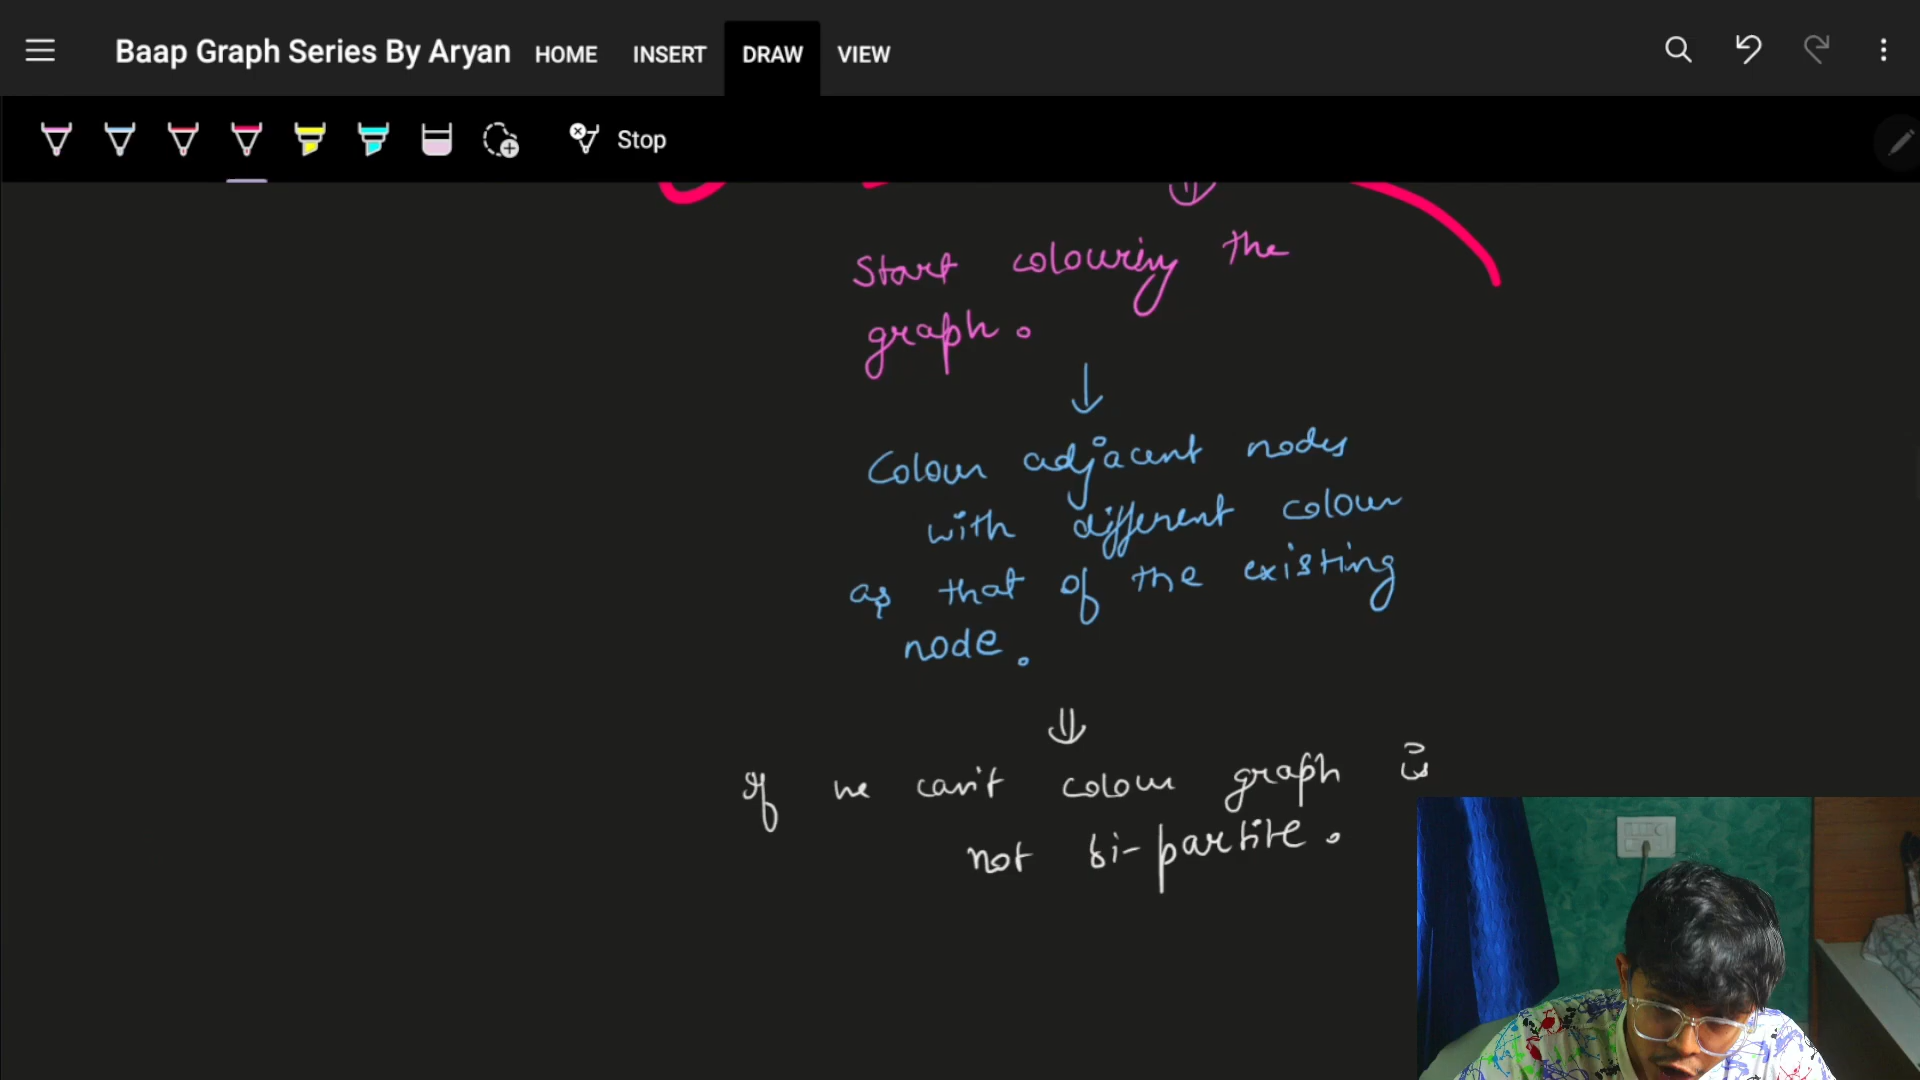 Baap Graph Series By Aryan HOME INSERT DRAW VIEW
Stop
Start colouring the
graph.
Colour adjacent nodes
with different colour
as that of the existing
node.
If we can't colour graph is
not bi-partite.